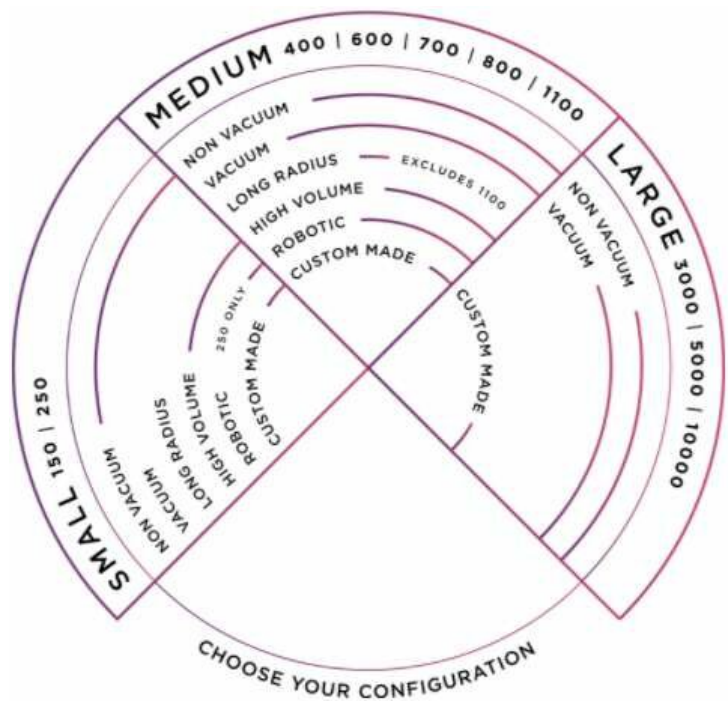 MEDIUM 400 | 600 | 700 | 800 | 1100
NON VACUUM
VACUUM
LONG RADIUS EXCLUDES 1100
HIGH VOLUME
ROBOTIC
CUSTOM MADE
LARGE 3000 | 5000 | 10000
NON VACUUM
VACUUM
CUSTOM MADE
SMALL 150 | 250
NON VACUUM
VACUUM
LONG RADIUS
HIGH VOLUME
ROBOTIC 250 ONLY
CUSTOM MADE
CHOOSE YOUR CONFIGURATION